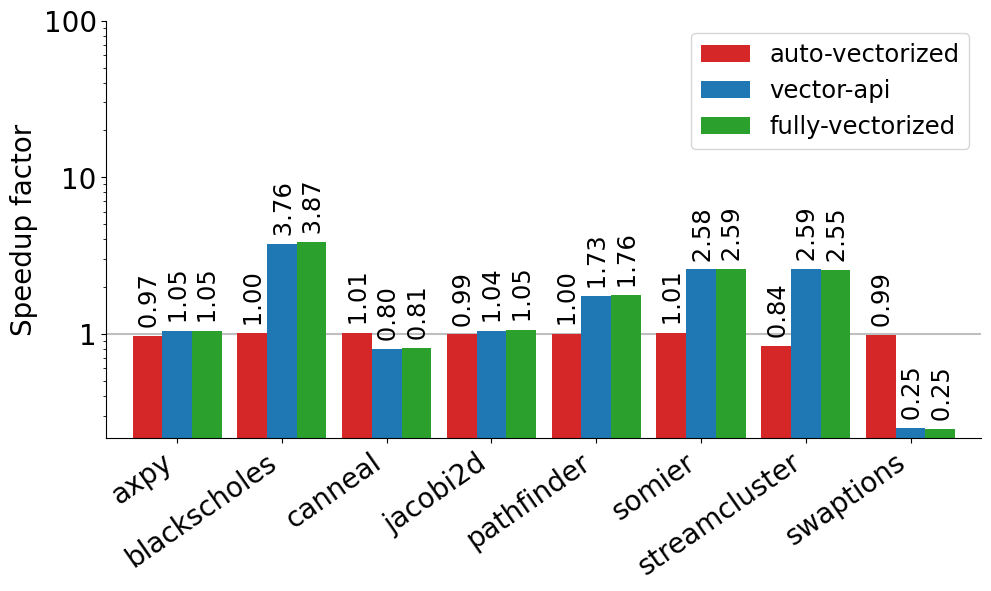 100
10
1
Speedup factor
auto-vectorized
vector-api
fully-vectorized
0.97
1.05
1.05
1.00
3.76
3.87
1.01
0.80
0.81
0.99
1.04
1.05
1.00
1.73
1.76
1.01
2.58
2.59
0.84
2.59
2.55
0.99
0.25
0.25
axpy
blackscholes
canneal
jacobi2d
pathfinder
somier
streamcluster
swaptions